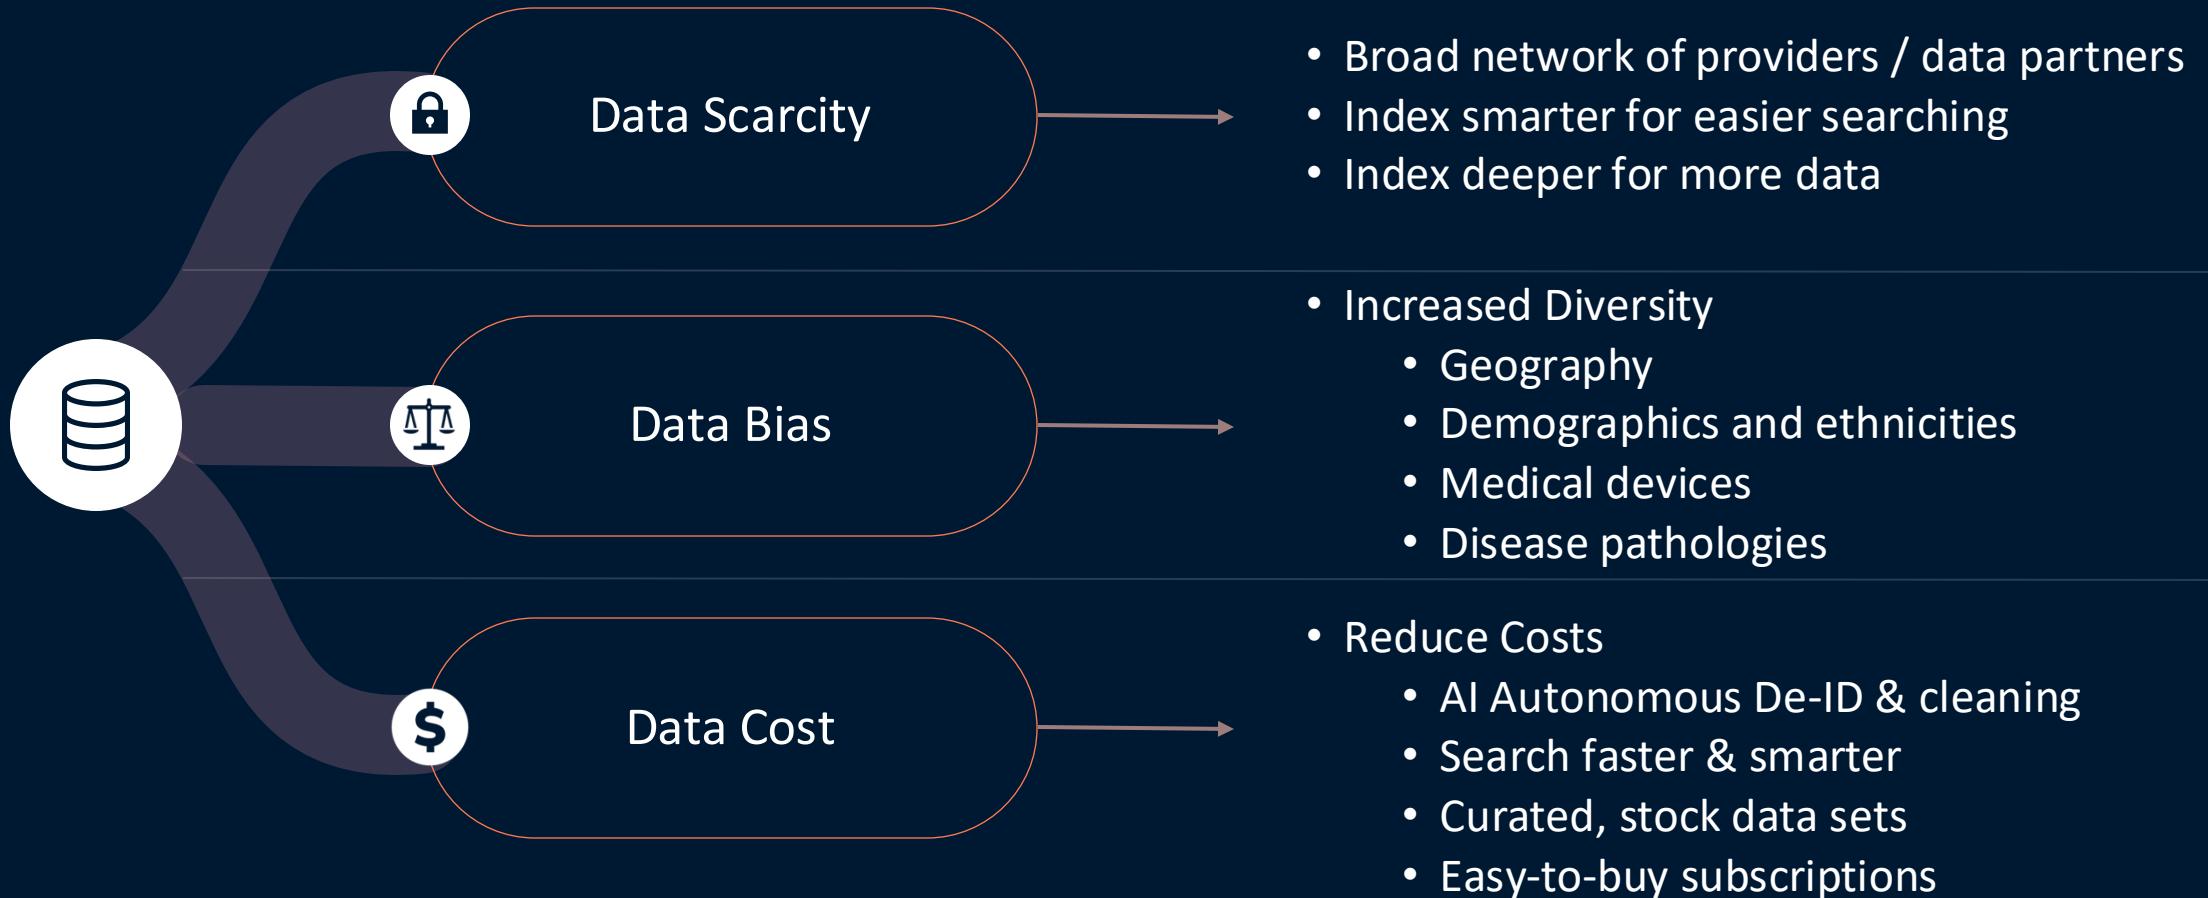 Data Scarcity
• Broad network of providers / data partners
• Index smarter for easier searching
• Index deeper for more data
Data Bias
• Increased Diversity
• Geography
• Demographics and ethnicities
• Medical devices
• Disease pathologies
Data Cost
• Reduce Costs
• AI Autonomous De-ID & cleaning
• Search faster & smarter
• Curated, stock data sets
• Easy-to-buy subscriptions
$